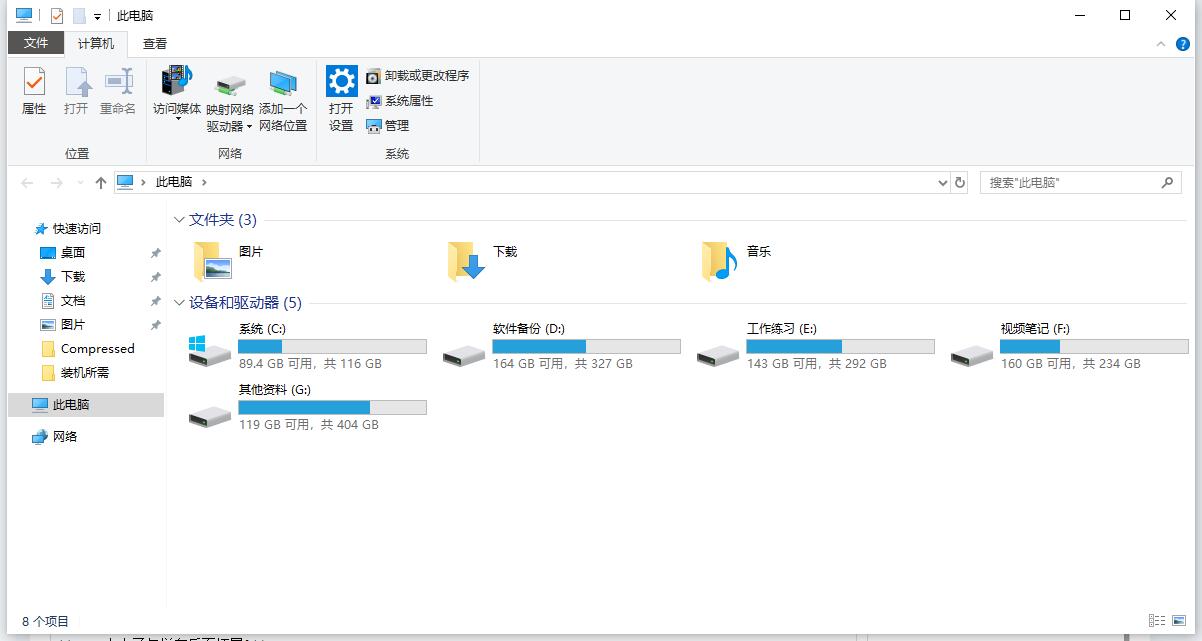 此电脑
文件 计算机 查看
属性 打开 重命名
位置
访问媒体 映射网络驱动器 添加一个网络位置
网络
打开设置
卸载或更改程序
系统属性
管理
系统
此电脑
搜索"此电脑"
快速访问
桌面
下载
文档
图片
Compressed
装机所需
此电脑
网络
文件夹 (3)
图片 下载 音乐
设备和驱动器 (5)
系统 (C:)
89.4 GB 可用，共 116 GB
软件备份 (D:)
164 GB 可用，共 327 GB
工作练习 (E:)
143 GB 可用，共 292 GB
视频笔记 (F:)
160 GB 可用，共 234 GB
其他资料 (G:)
119 GB 可用，共 404 GB
8 个项目